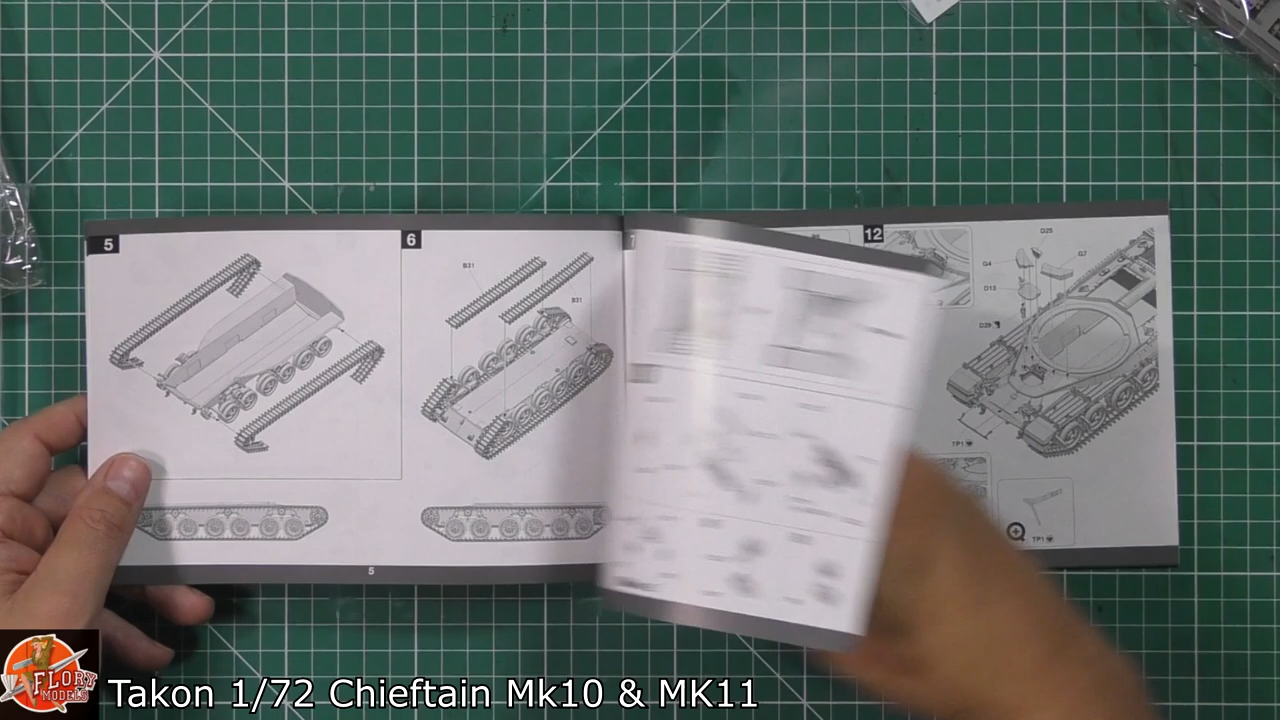 5
6
B31
B31
5
7
12
D25
G4
G7
D13
D29
TP1
TP1
FLORY
MODELS
Takon 1/72 Chieftain Mk10 & MK11